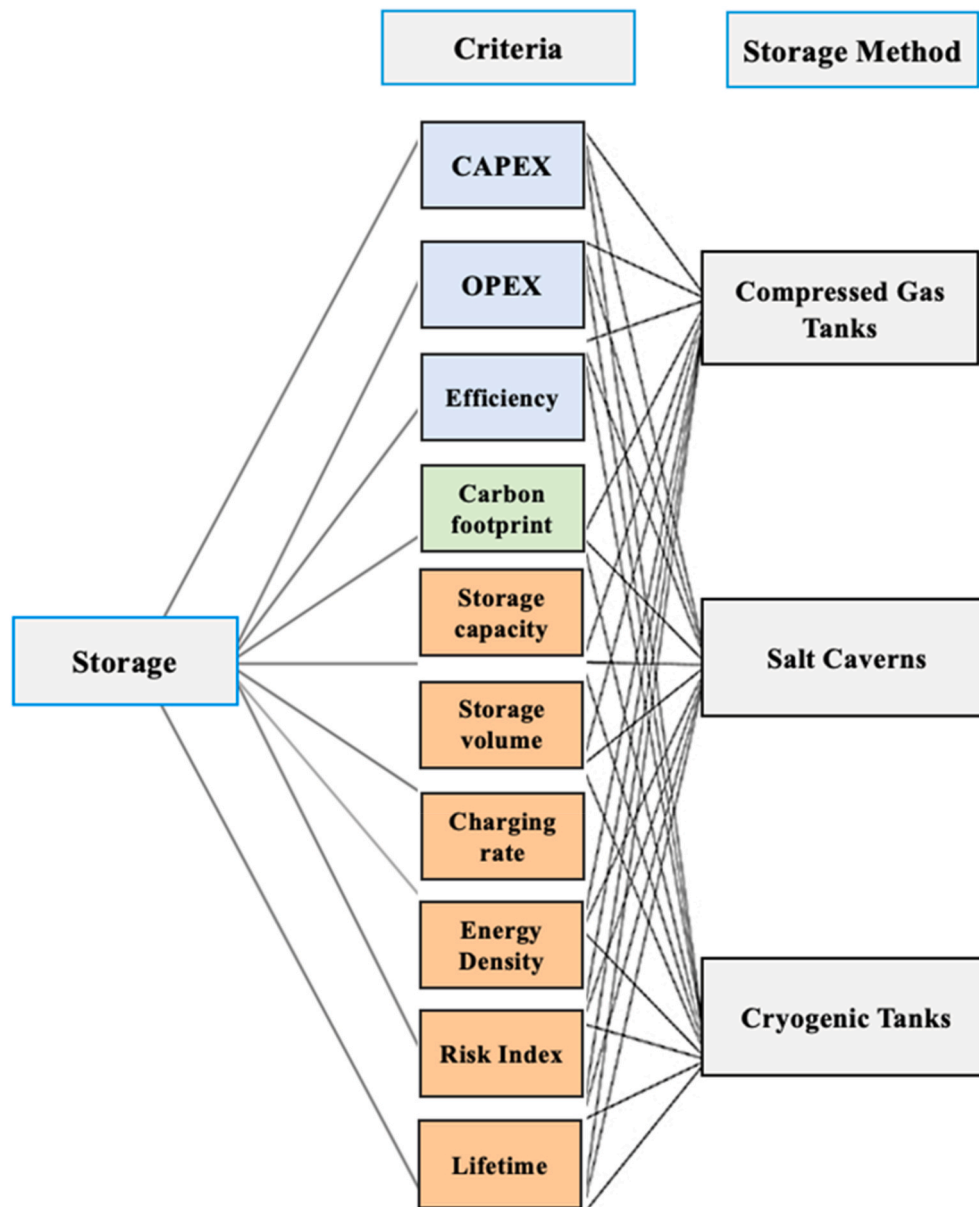 Criteria
Storage Method
CAPEX
OPEX
Efficiency
Carbon
footprint
Storage
capacity
Storage
volume
Charging
rate
Energy
Density
Risk Index
Lifetime
Storage
Compressed Gas
Tanks
Salt Caverns
Cryogenic Tanks